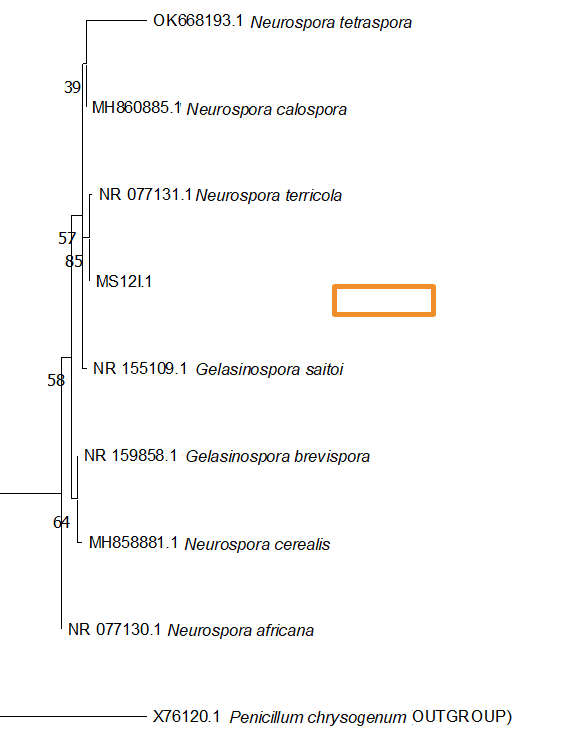 OK668193.1 Neurospora tetraspora
39
MH860885.1 Neurospora calospora
NR 077131.1 Neurospora terricola
57
85
MS12I.1
NR 155109.1 Gelasinospora saitoi
58
NR 159858.1 Gelasinospora brevispora
64
MH858881.1 Neurospora cerealis
NR 077130.1 Neurospora africana
X76120.1 Penicillum chrysogenum OUTGROUP)